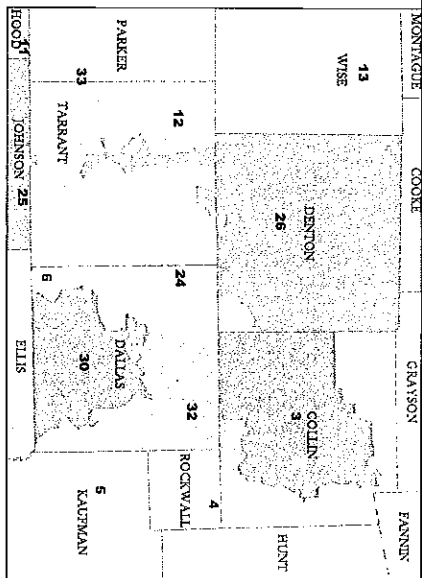 MONTAGUE
COOKE
GRAYSON
FANNIN
13
WISE
DENTON
26
COLLIN
3
HUNT
4
ROCKWALL
32
24
12
PARKER
33
TARRANT
DALLAS
30
6
5
KAUFMAN
11
HOOD
JOHNSON
25
ELLIS